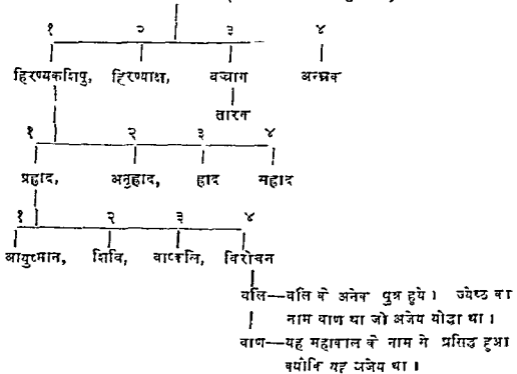 १ २ ३ ४
हिरण्यकशिपु, हिरण्याक्ष, वज्राग अन्धक
तारक
१ २ ३ ४
प्रह्लाद, अनुह्लाद, ह्लाद महाद
१ २ ३ ४
आयुष्मान, शिवि, वाष्कलि, विरोचन
बलि—बलि के अनेक पुत्र हुये। ज्येष्ठ का
नाम वाण था जो अजेय योद्धा था।
वाण—यह महाकाल के नाम से प्रसिद्ध हुआ
क्योकि यह अजेय था।